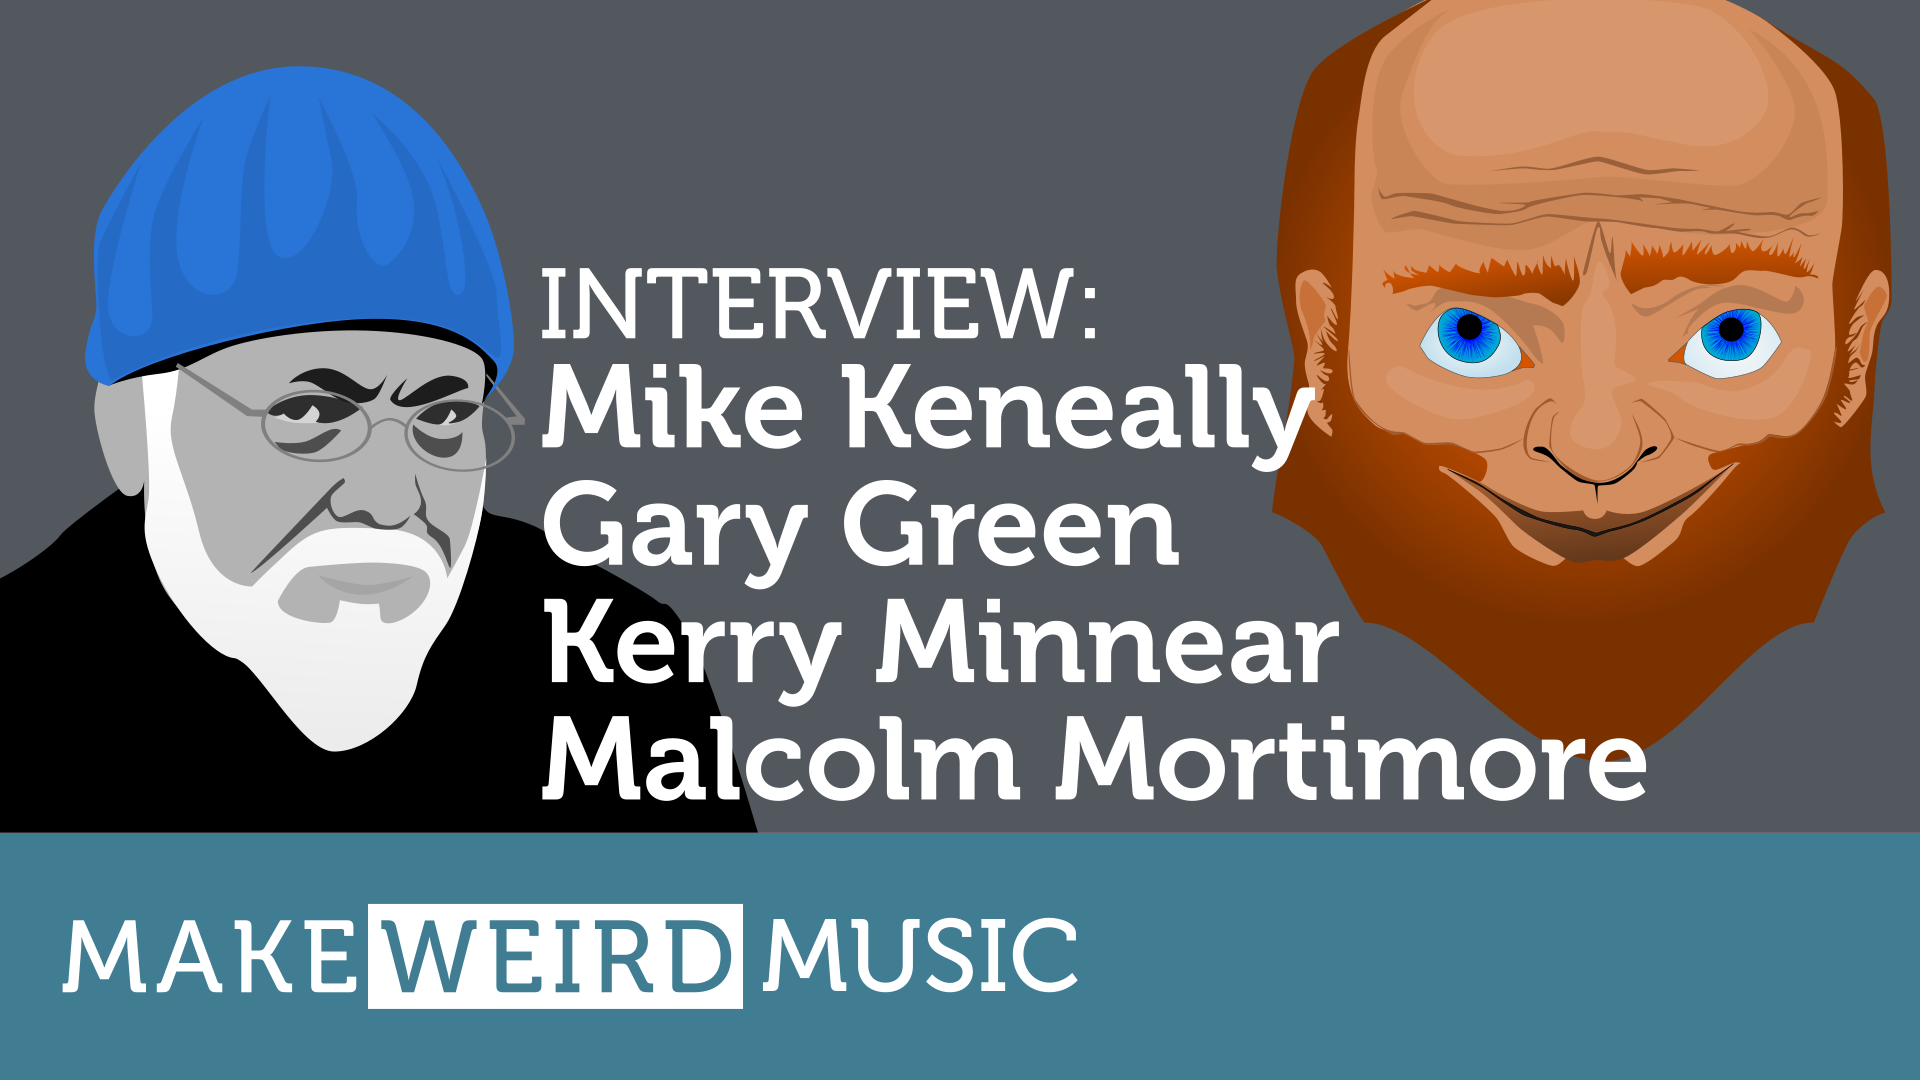 INTERVIEW:
Mike Keneally
Gary Green
Kerry Minnear
Malcolm Mortimore
MAKE WEIRD MUSIC